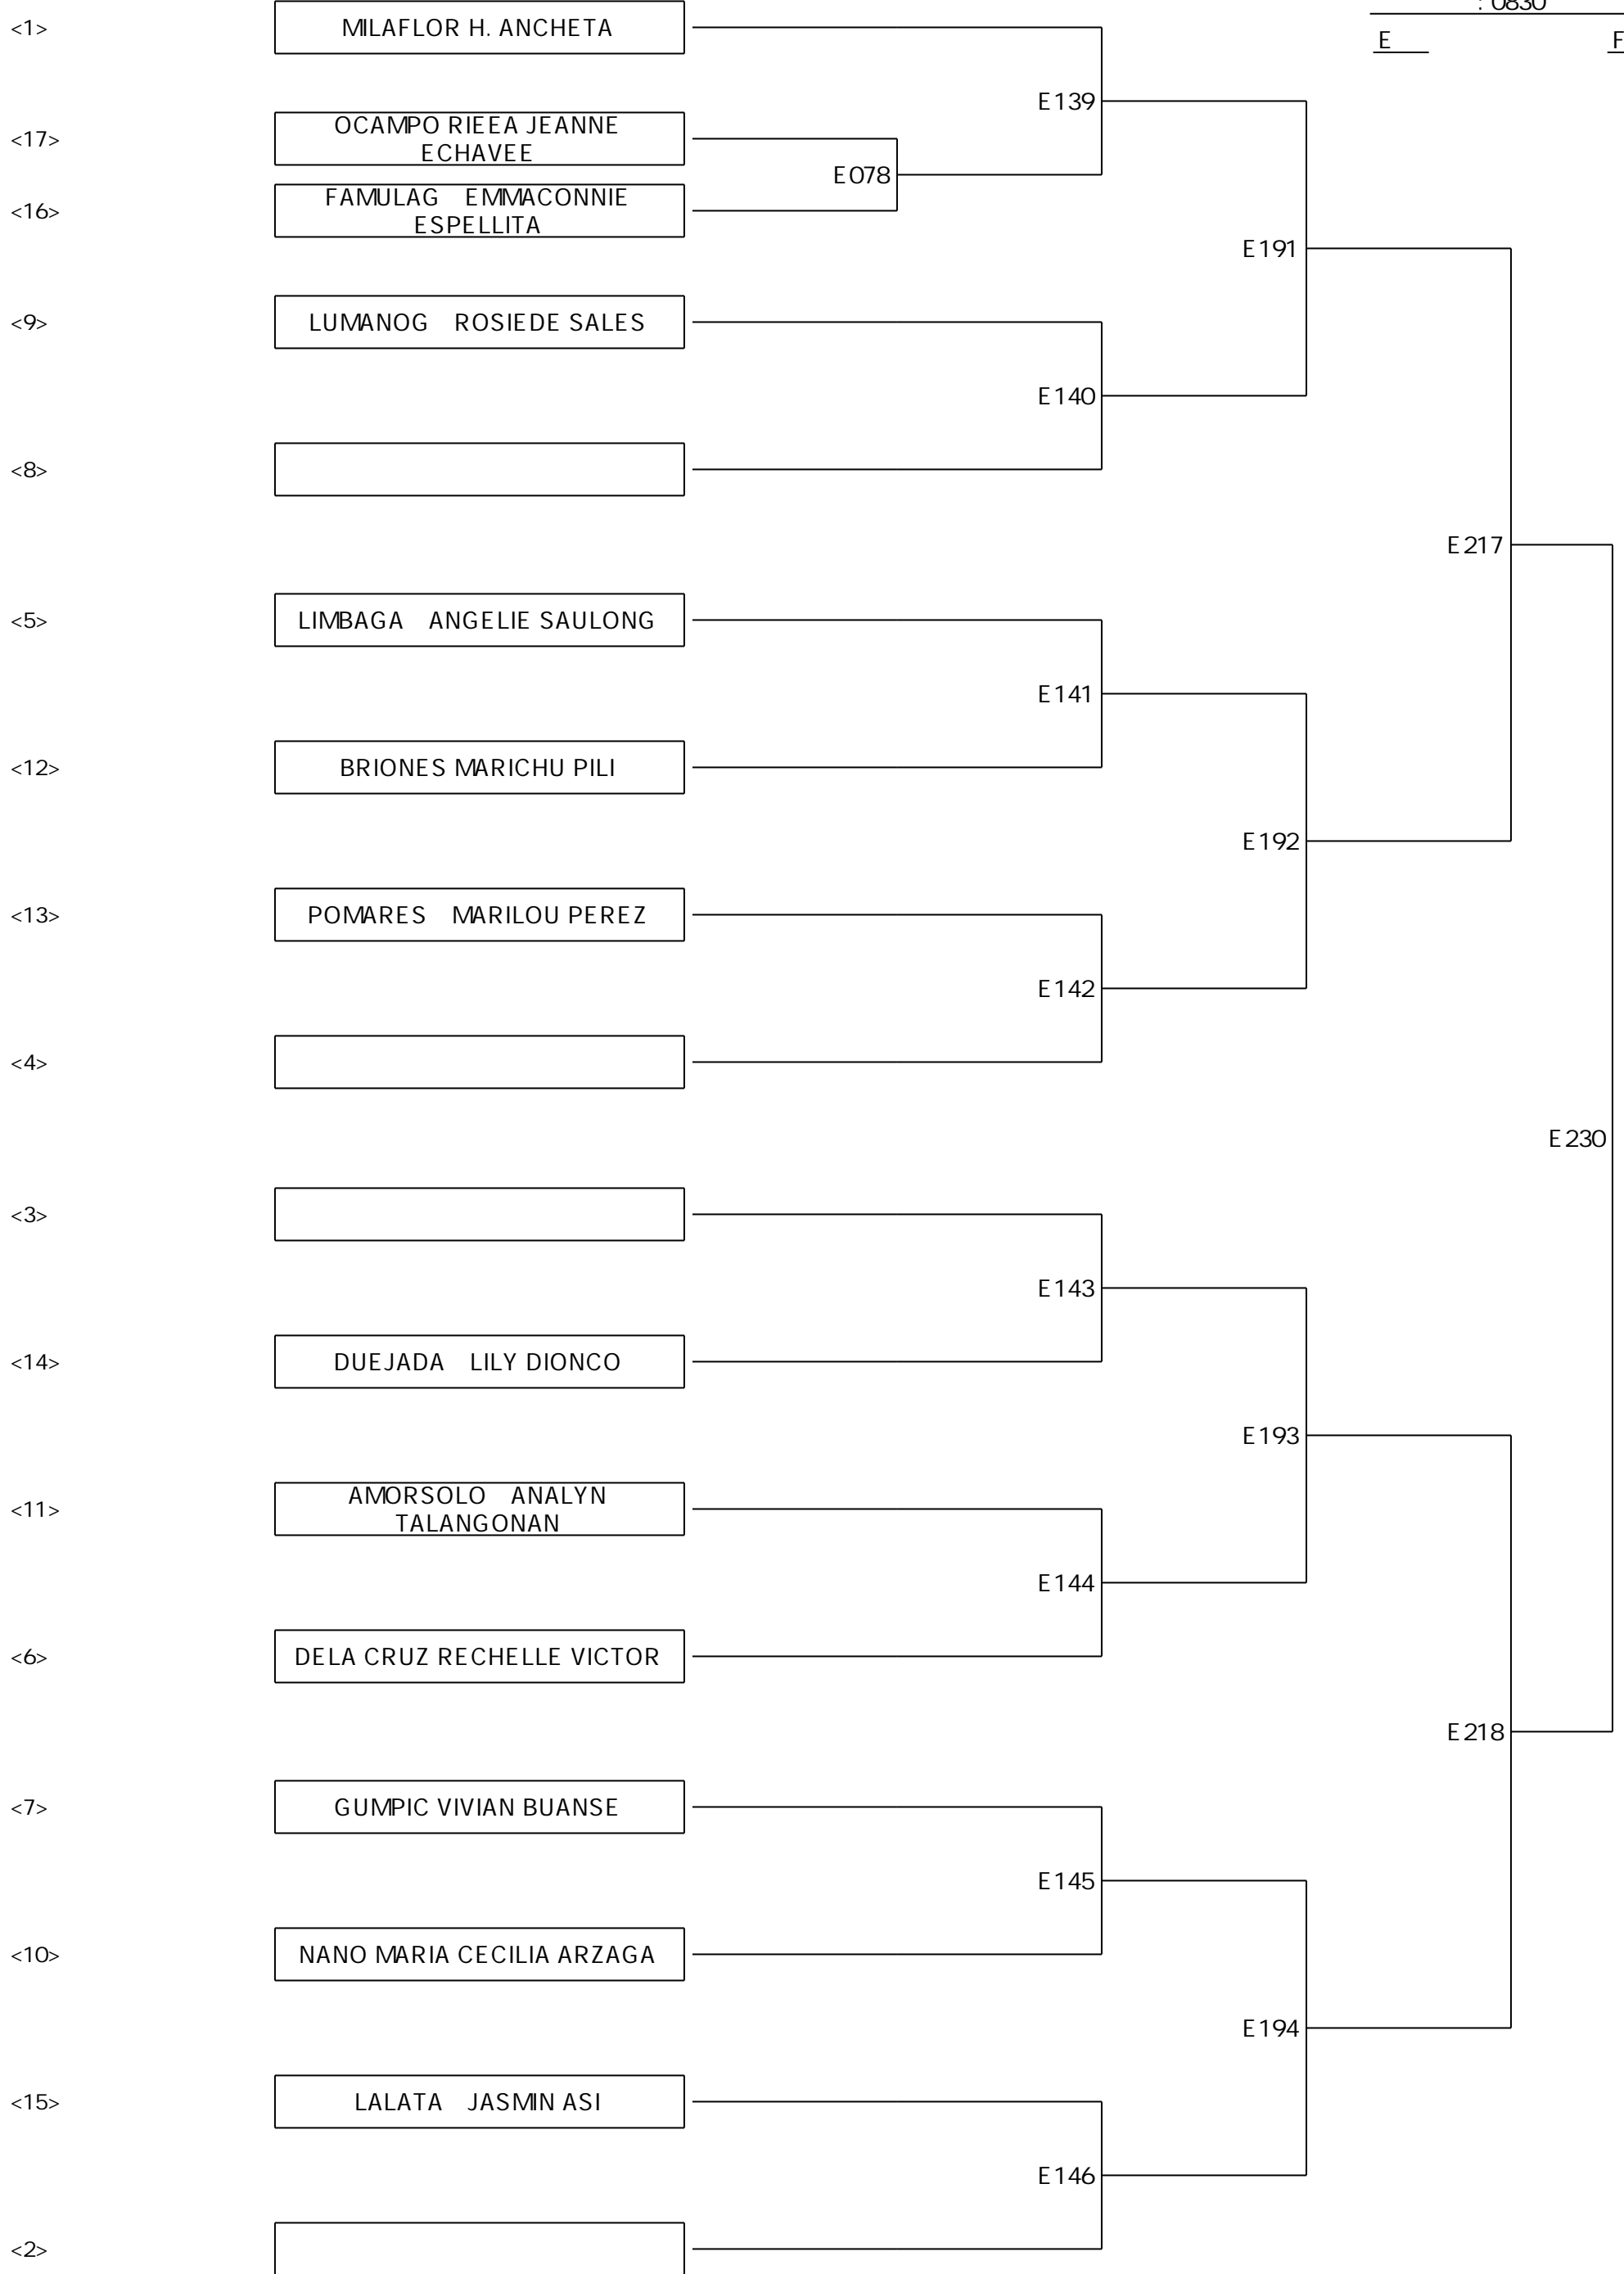 : 0830
<1> MILAFLOR H. ANCHETA
E F
E139
<17> OCAMPO RIEEA JEANNE
ECHAVEE
E078
<16> FAMULAG EMMACONNIE
ESPELLITA
E191
<9> LUMANOG ROSIEDE SALES
E140
<8>
E217
<5> LIMBAGA ANGELIE SAULONG
E141
<12> BRIONES MARICHU PILI
E192
<13> POMARES MARILOU PEREZ
E142
<4>
E230
<3>
E143
<14> DUEJADA LILY DIONCO
E193
<11> AMORSOLO ANALYN
TALANGONAN
E144
<6> DELA CRUZ RECHELLE VICTOR
E218
<7> GUMPIC VIVIAN BUANSE
E145
<10> NANO MARIA CECILIA ARZAGA
E194
<15> LALATA JASMIN ASI
E146
<2>